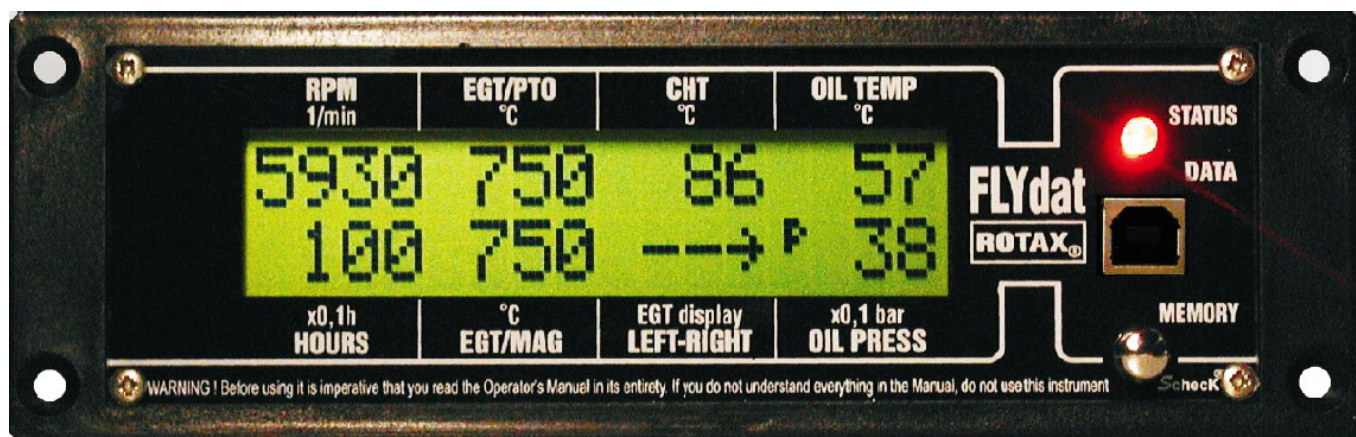 RPM EGT/PTO CHT OIL TEMP
1/min °C °C °C
STATUS
DATA
5930 750 86 57
100 750 --→ P 38
FLYdat
ROTAX®
x0,1h °C EGT display x0,1 bar
HOURS EGT/MAG LEFT-RIGHT OIL PRESS
MEMORY
WARNING ! Before using it is imperative that you read the Operator's Manual in its entirety. If you do not understand everything in the Manual, do not use this instrument
SchecK